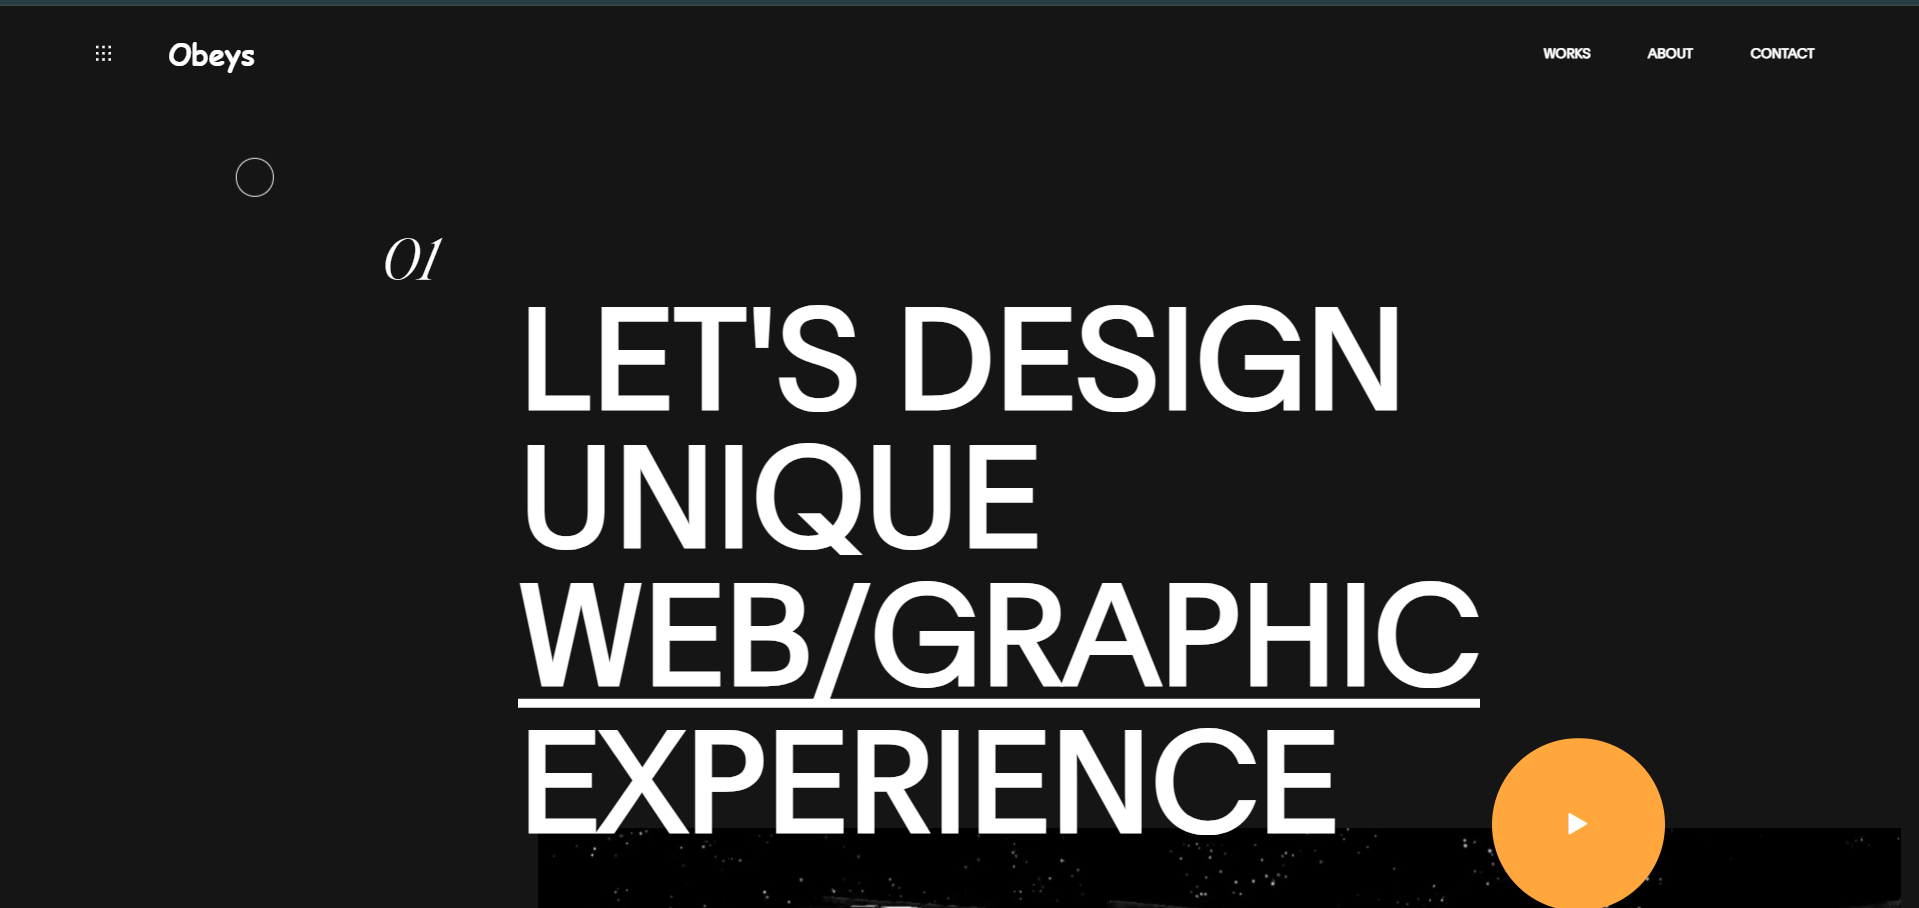 Obeys
WORKS
ABOUT
CONTACT
01
LET'S DESIGN
UNIQUE
WEB/GRAPHIC
EXPERIENCE